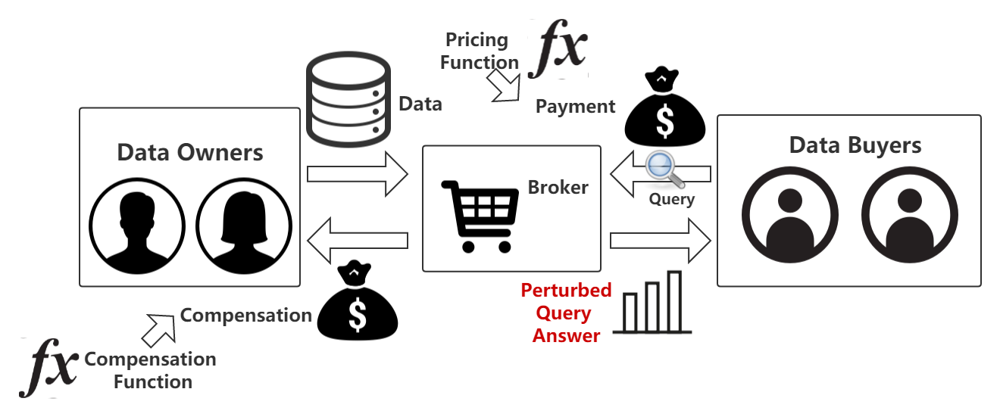 Pricing
Function
fx
Data
Payment
$
Data Owners
Data Buyers
Broker
Query
Perturbed
Query
Answer
Compensation
$
fx
Compensation
Function